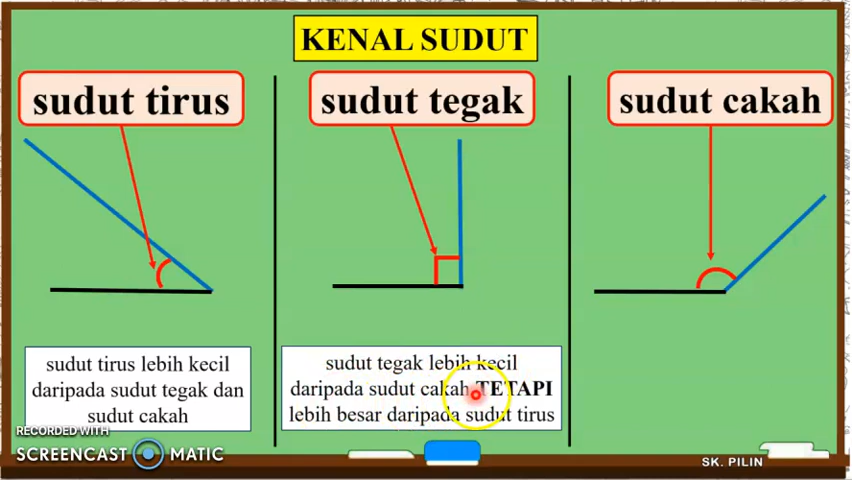 KENAL SUDUT
sudut tirus
sudut tegak
sudut cakah
sudut tirus lebih kecil
daripada sudut tegak dan
sudut cakah
sudut tegak lebih kecil
daripada sudut cakah TETAPI
lebih besar daripada sudut tirus
RECORDED WITH
SCREENCAST MATIC
SK. PILIN